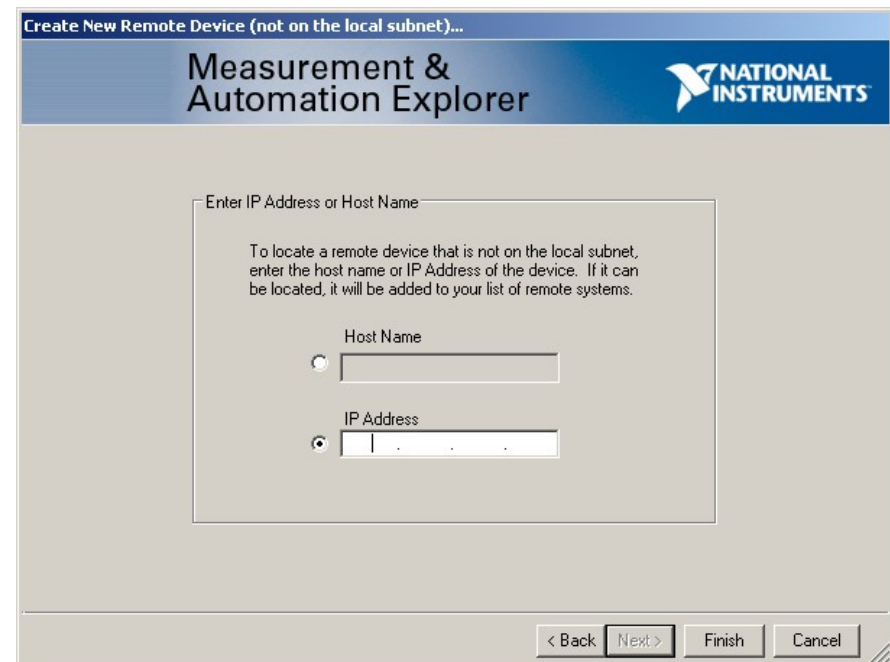 Create New Remote Device (not on the local subnet)...
Measurement &
Automation Explorer
NATIONAL
INSTRUMENTS
Enter IP Address or Host Name
To locate a remote device that is not on the local subnet,
enter the host name or IP Address of the device. If it can
be located, it will be added to your list of remote systems.
Host Name
IP Address
. . .
< Back Next > Finish Cancel